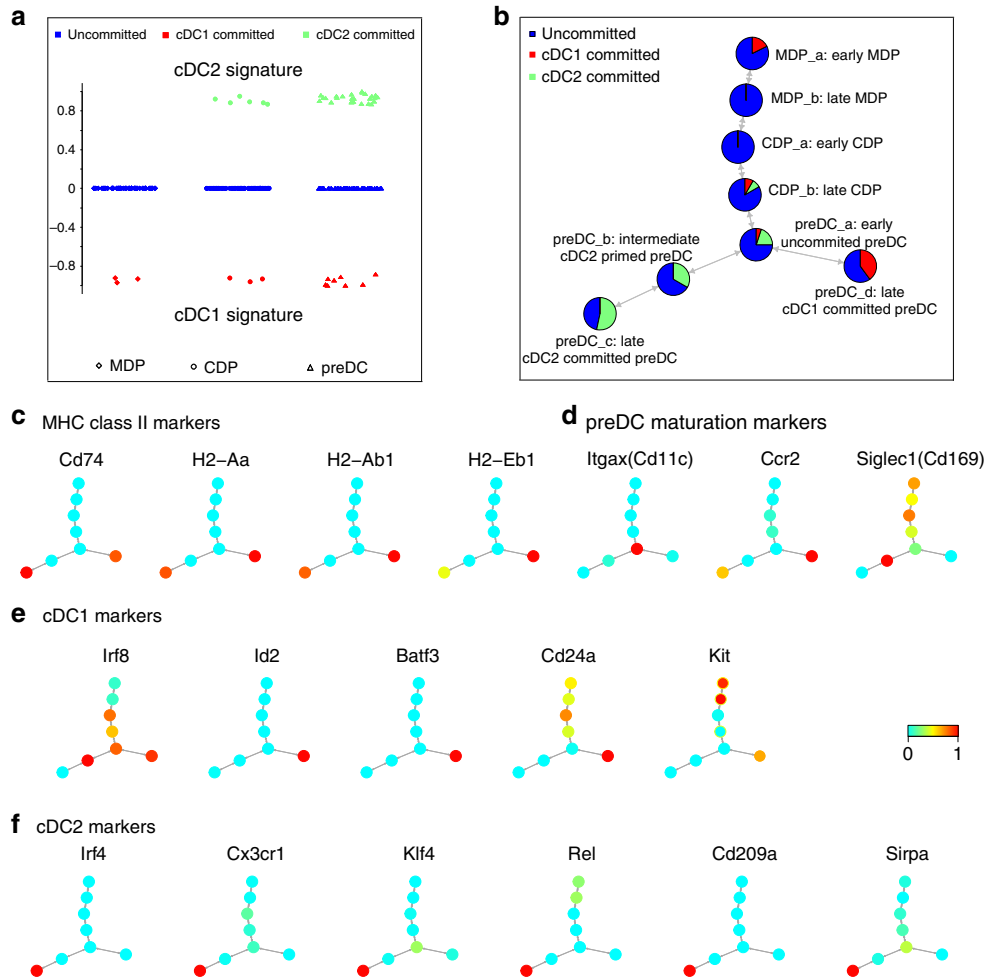 a
Uncommitted cDC1 committed cDC2 committed
cDC2 signature
0.8
0.4
0
−0.4
−0.8
cDC1 signature
MDP CDP preDC
b
Uncommitted
cDC1 committed
cDC2 committed
MDP_a: early MDP
MDP_b: late MDP
CDP_a: early CDP
CDP_b: late CDP
preDC_a: early
uncommited preDC
preDC_b: intermediate
cDC2 primed preDC
preDC_d: late
cDC1 committed preDC
preDC_c: late
cDC2 committed preDC
c MHC class II markers
Cd74 H2−Aa H2−Ab1 H2−Eb1
d preDC maturation markers
Itgax(Cd11c) Ccr2 Siglec1(Cd169)
e cDC1 markers
Irf8 Id2 Batf3 Cd24a Kit
0 1
f cDC2 markers
Irf4 Cx3cr1 Klf4 Rel Cd209a Sirpa